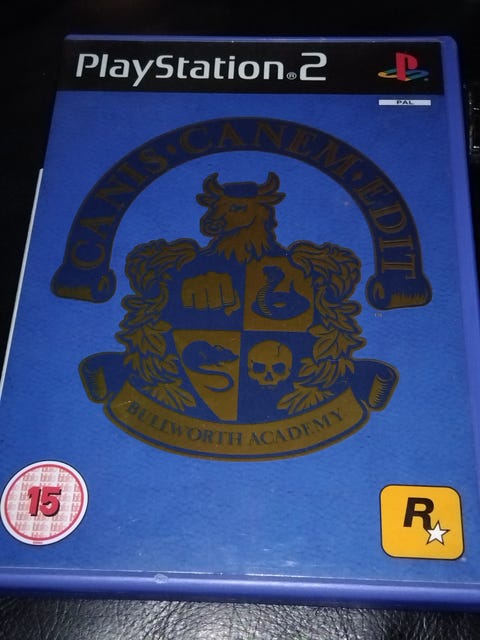 PlayStation®2
PAL
CANIS·CANEM·EDIT
BULLWORTH ACADEMY
15
R